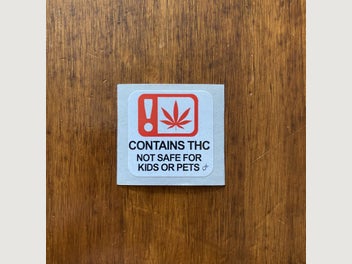 !
CONTAINS THC
NOT SAFE FOR
KIDS OR PETS